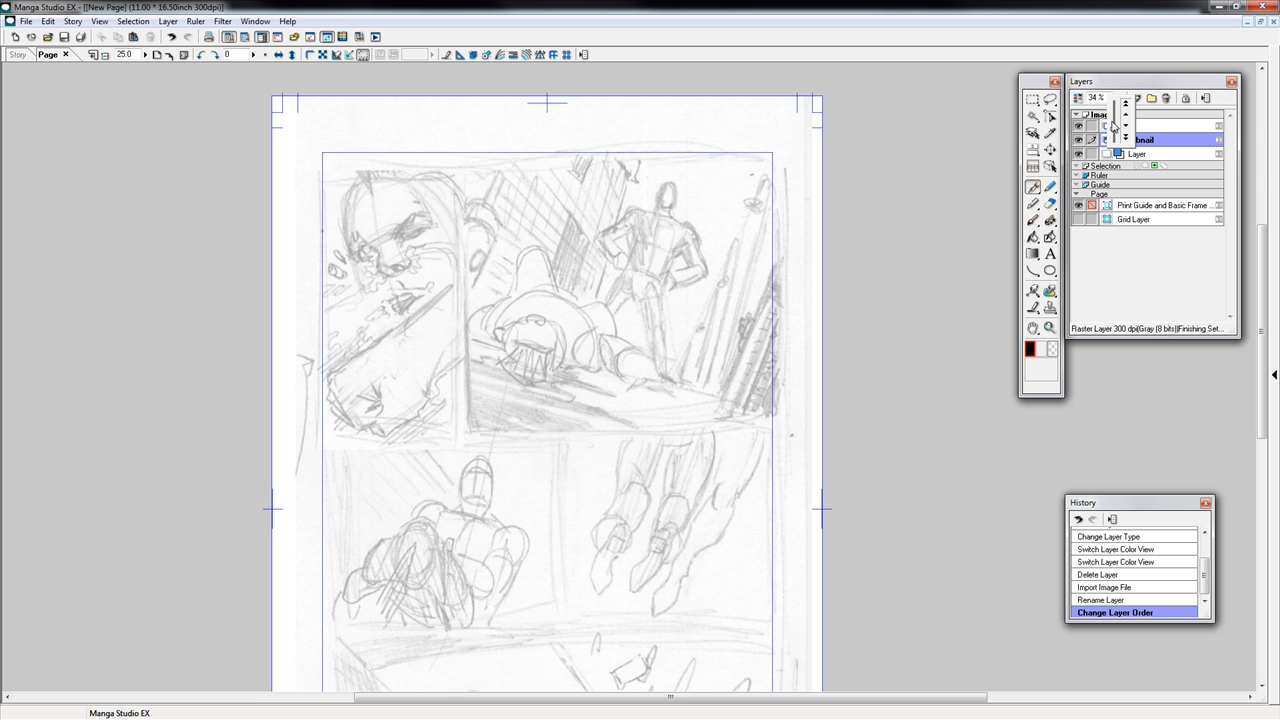 Manga Studio EX - [[New Page] (11.00 * 16.50inch 300dpi)]
File Edit Story View Selection Layer Ruler Filter Window Help
Story Page 25.0 0
Layers
34 %
Layer
Selection
Ruler
Guide
Page
Print Guide and Basic Frame ...
Grid Layer
Raster Layer 300 dpi|Gray (8 bits)|Finishing Set...
History
Change Layer Type
Switch Layer Color View
Switch Layer Color View
Delete Layer
Import Image File
Rename Layer
Change Layer Order
Manga Studio EX